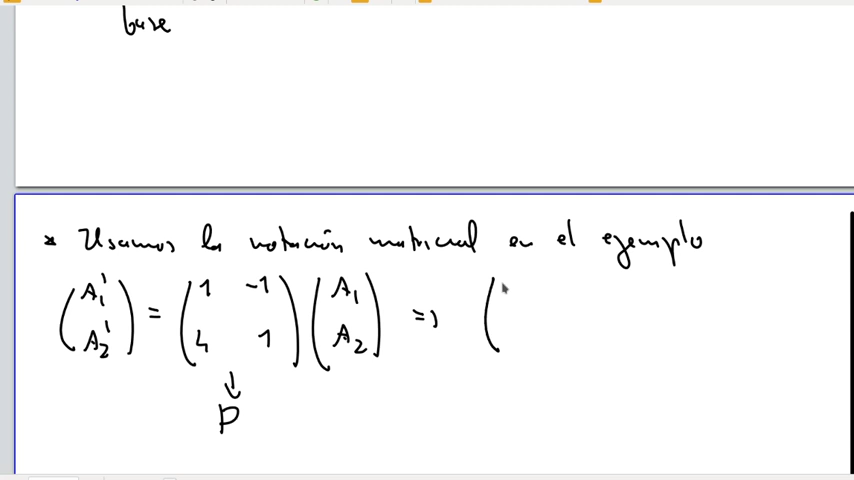 base
* Usamos la notación matricial en el ejemplo
(A₁' A₂') = (1 -1 4 1) (A₁ A₂) => (
↓
P